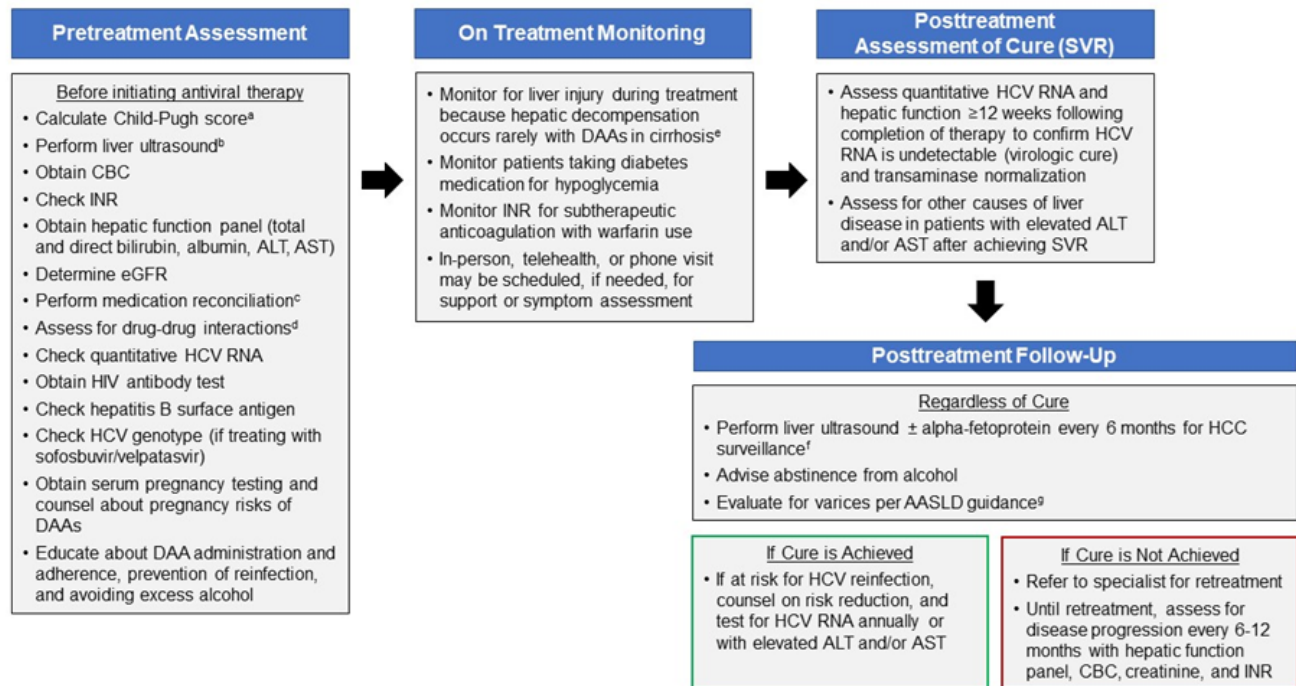 Pretreatment Assessment
Before initiating antiviral therapy
• Calculate Child-Pugh scoreᵃ
• Perform liver ultrasoundᵇ
• Obtain CBC
• Check INR
• Obtain hepatic function panel (total
and direct bilirubin, albumin, ALT, AST)
• Determine eGFR
• Perform medication reconciliationᶜ
• Assess for drug-drug interactionsᵈ
• Check quantitative HCV RNA
• Obtain HIV antibody test
• Check hepatitis B surface antigen
• Check HCV genotype (if treating with
sofosbuvir/velpatasvir)
• Obtain serum pregnancy testing and
counsel about pregnancy risks of
DAAs
• Educate about DAA administration and
adherence, prevention of reinfection,
and avoiding excess alcohol
On Treatment Monitoring
• Monitor for liver injury during treatment
because hepatic decompensation
occurs rarely with DAAs in cirrhosisᵉ
• Monitor patients taking diabetes
medication for hypoglycemia
• Monitor INR for subtherapeutic
anticoagulation with warfarin use
• In-person, telehealth, or phone visit
may be scheduled, if needed, for
support or symptom assessment
Posttreatment
Assessment of Cure (SVR)
• Assess quantitative HCV RNA and
hepatic function ≥12 weeks following
completion of therapy to confirm HCV
RNA is undetectable (virologic cure)
and transaminase normalization
• Assess for other causes of liver
disease in patients with elevated ALT
and/or AST after achieving SVR
Posttreatment Follow-Up
Regardless of Cure
• Perform liver ultrasound ± alpha-fetoprotein every 6 months for HCC
surveillanceᶠ
• Advise abstinence from alcohol
• Evaluate for varices per AASLD guidanceᵍ
If Cure is Achieved
• If at risk for HCV reinfection,
counsel on risk reduction, and
test for HCV RNA annually or
with elevated ALT and/or AST
If Cure is Not Achieved
• Refer to specialist for retreatment
• Until retreatment, assess for
disease progression every 6-12
months with hepatic function
panel, CBC, creatinine, and INR